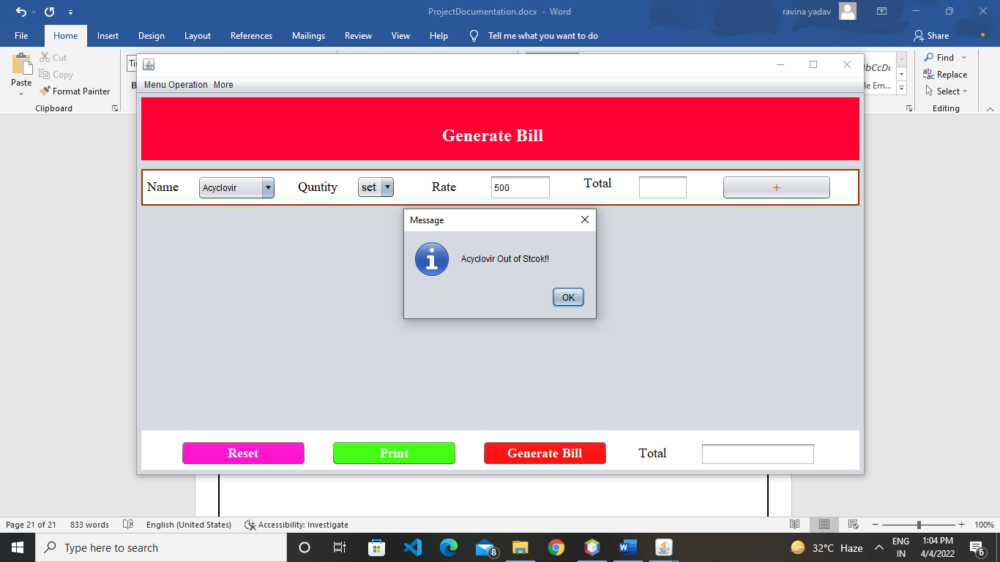 ProjectDocumentation.docx - Word
ravina yadav
File Home Insert Design Layout References Mailings Review View Help Tell me what you want to do Share
Cut
Copy
Paste
Format Painter
Clipboard
B
Find
Replace
Select
Editing
Menu Operation More
Generate Bill
Name Acyclovir Quntity set Rate 500 Total +
Message
Acyclovir Out of Stcok!!
OK
Reset Print Generate Bill Total
Page 21 of 21 833 words English (United States) Accessibility: Investigate 100%
Type here to search
8
32°C Haze
ENG
IN
1:04 PM
4/4/2022
6